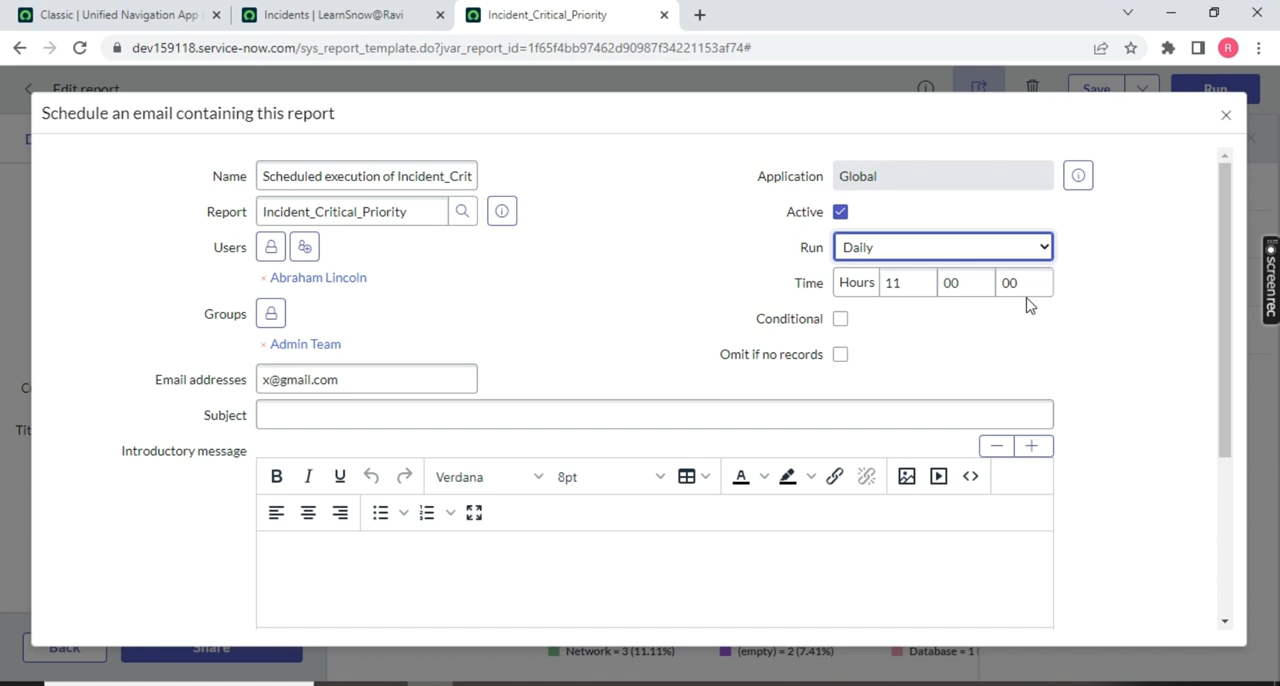 Classic | Unified Navigation App
Incidents | LearnSnow@Ravi
Incident_Critical_Priority
dev159118.service-now.com/sys_report_template.do?jvar_report_id=1f65f4bb97462d90987f34221153af74#
R
Edit report
Save
Run
Schedule an email containing this report
Name
Scheduled execution of Incident_Crit
Application
Global
Report
Incident_Critical_Priority
Active
Users
Run
Daily
× Abraham Lincoln
Time
Hours
11
00
00
Groups
Conditional
× Admin Team
Omit if no records
Email addresses
x@gmail.com
Subject
Introductory message
B
I
U
Verdana
8pt
A
Back
Share
Network = 3 (11.11%)
(empty) = 2 (7.41%)
Database = 1
screenrec